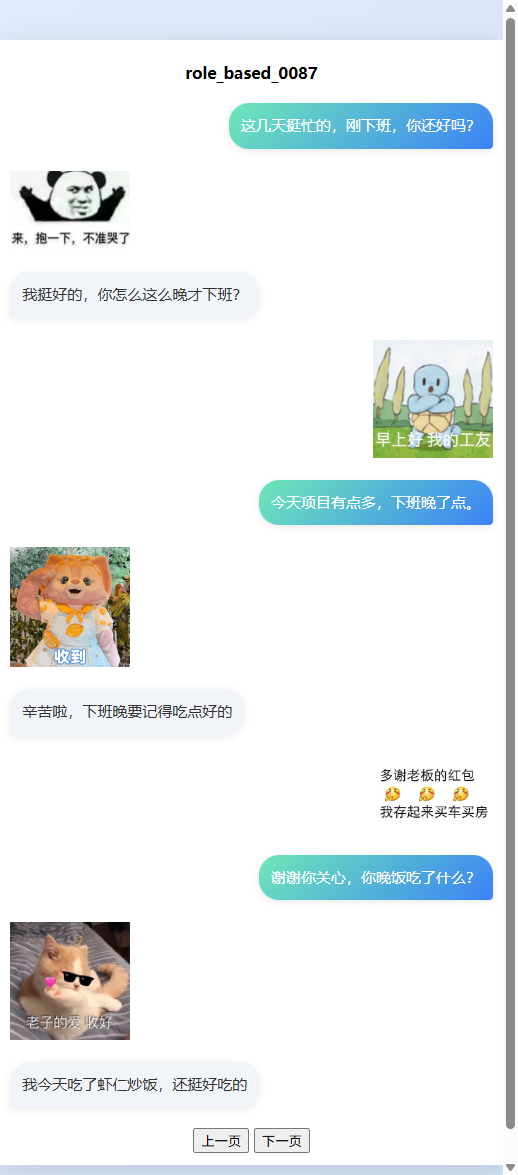 role_based_0087
这几天挺忙的，刚下班，你还好吗？
来，抱一下，不准哭了
我挺好的，你怎么这么晚才下班？
早上好 我的工友
今天项目有点多，下班晚了点。
收到
辛苦啦，下班晚要记得吃点好的
多谢老板的红包
我存起来买车买房
谢谢你关心，你晚饭吃了什么？
老子的爱 收好
我今天吃了虾仁炒饭，还挺好吃的
上一页 下一页